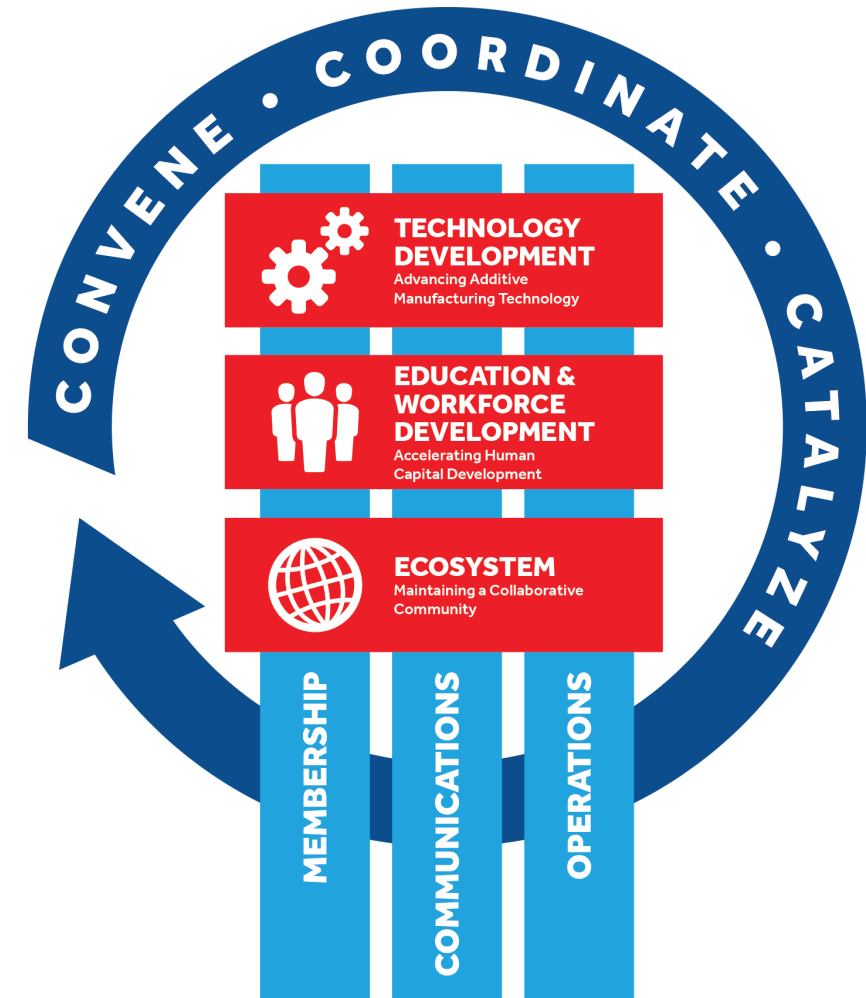 CONVENE • COORDINATE • CATALYZE
TECHNOLOGY
DEVELOPMENT
Advancing Additive
Manufacturing Technology
EDUCATION &
WORKFORCE
DEVELOPMENT
Accelerating Human
Capital Development
ECOSYSTEM
Maintaining a Collaborative
Community
MEMBERSHIP
COMMUNICATIONS
OPERATIONS